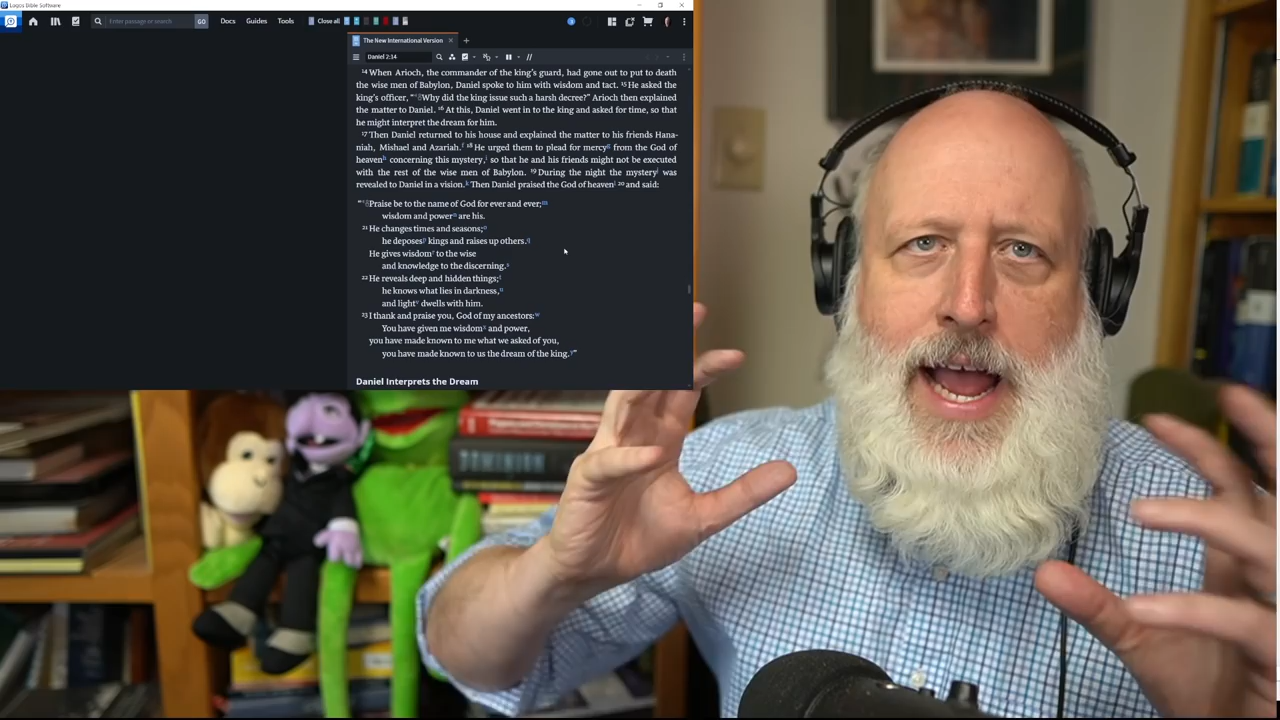 Logos Bible Software
Enter passage or search
GO
Docs Guides Tools Close all
The New International Version
Daniel 2:14
14 When Arioch, the commander of the king's guard, had gone out to put to death
the wise men of Babylon, Daniel spoke to him with wisdom and tact. 15 He asked the
king's officer, “Why did the king issue such a harsh decree?” Arioch then explained
the matter to Daniel. 16 At this, Daniel went in to the king and asked for time, so that
he might interpret the dream for him.
17 Then Daniel returned to his house and explained the matter to his friends Hana-
niah, Mishael and Azariah. 18 He urged them to plead for mercy from the God of
heaven concerning this mystery, so that he and his friends might not be executed
with the rest of the wise men of Babylon. 19 During the night the mystery was
revealed to Daniel in a vision. Then Daniel praised the God of heaven 20 and said:
“Praise be to the name of God for ever and ever;
wisdom and power are his.
21 He changes times and seasons;
he deposes kings and raises up others.
He gives wisdom to the wise
and knowledge to the discerning.
22 He reveals deep and hidden things;
he knows what lies in darkness,
and light dwells with him.
23 I thank and praise you, God of my ancestors:
You have given me wisdom and power,
you have made known to me what we asked of you,
you have made known to us the dream of the king.”
Daniel Interprets the Dream